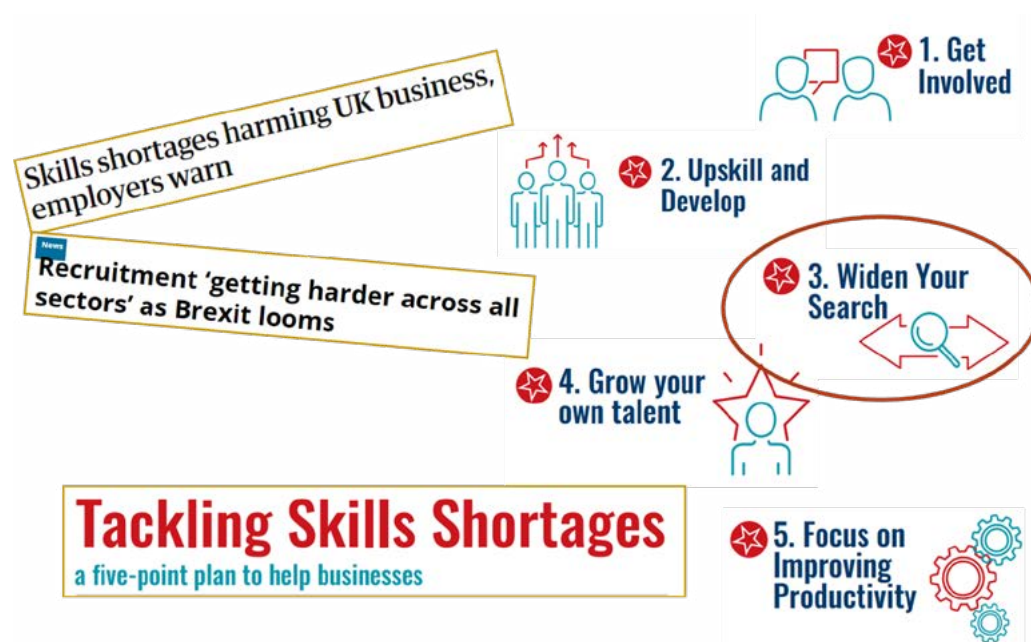 Skills shortages harming UK business,
employers warn
News
Recruitment ‘getting harder across all
sectors’ as Brexit looms
1. Get
Involved
2. Upskill and
Develop
3. Widen Your
Search
4. Grow your
own talent
Tackling Skills Shortages
a five-point plan to help businesses
5. Focus on
Improving
Productivity